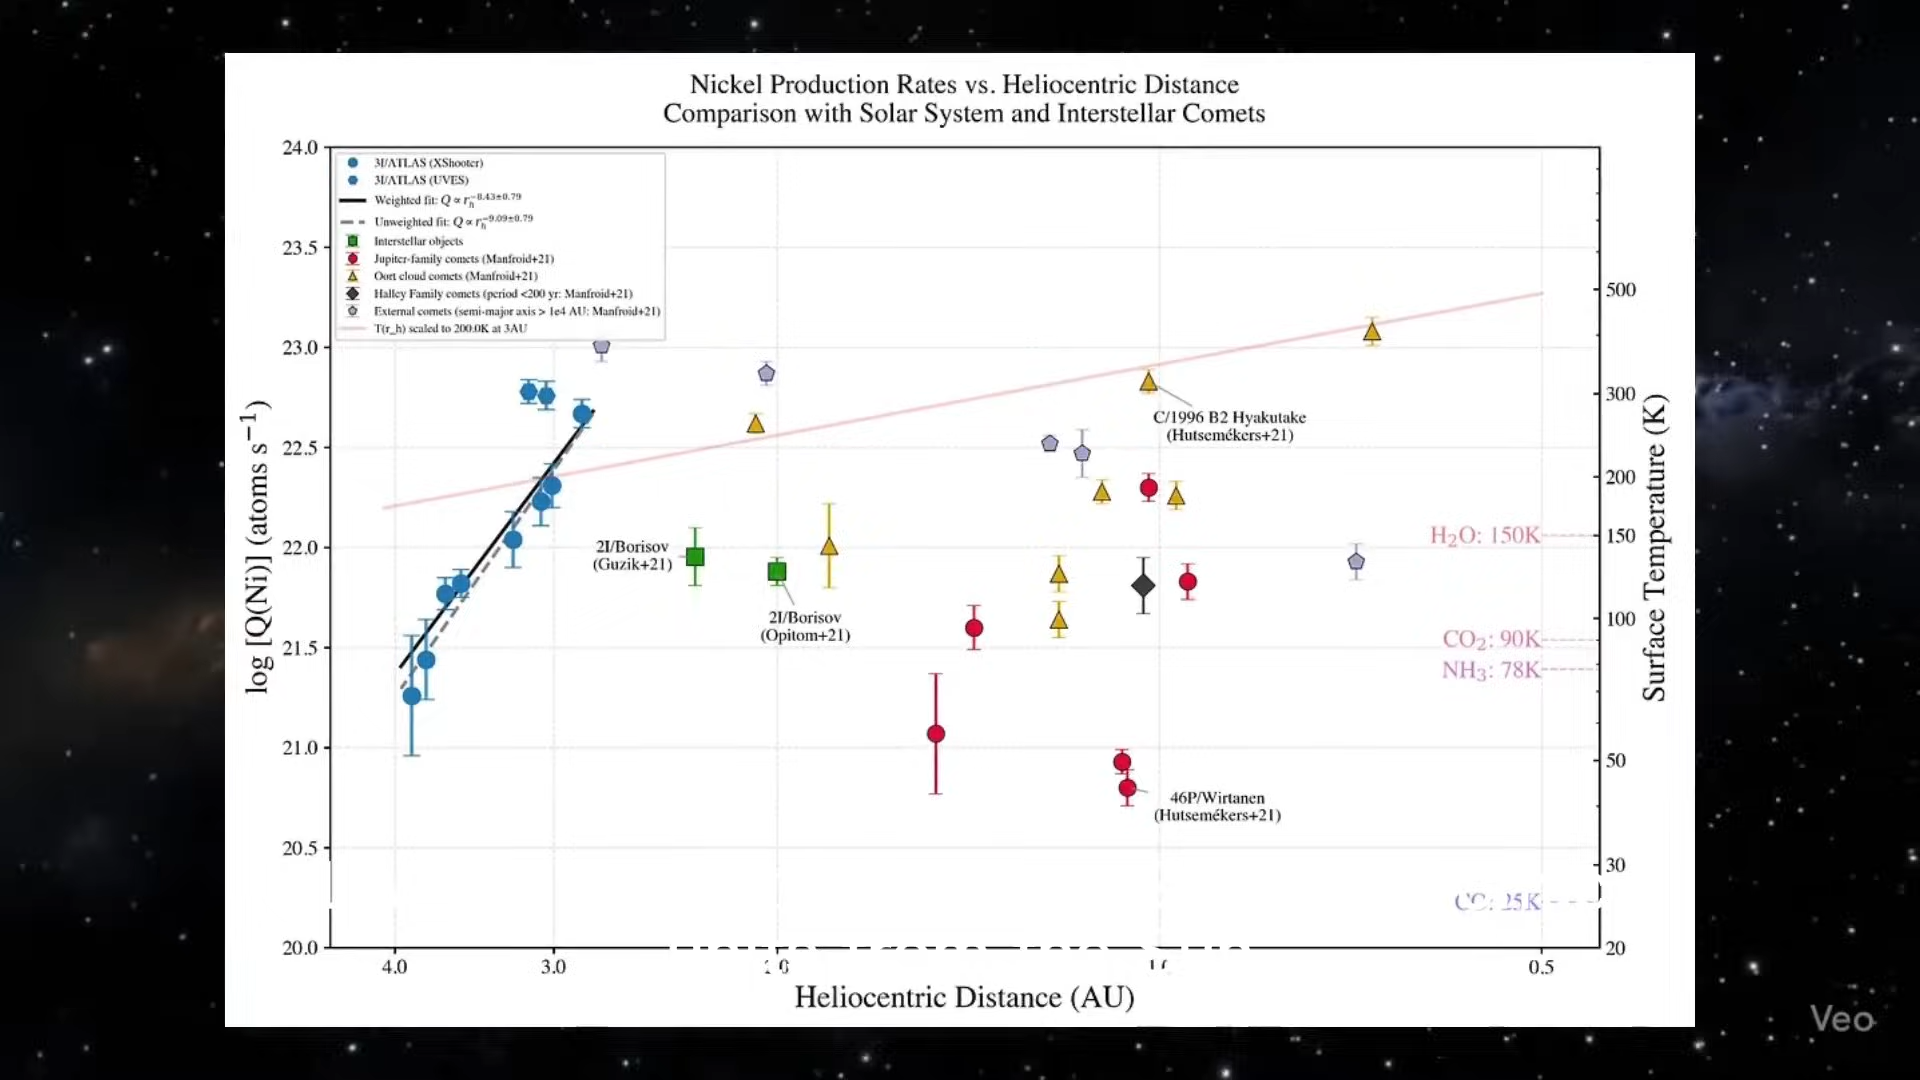 Nickel Production Rates vs. Heliocentric Distance
Comparison with Solar System and Interstellar Comets
24.0
23.5
23.0
22.5
22.0
21.5
21.0
20.5
20.0
log [Q(Ni)] (atoms s⁻¹)
3I/ATLAS (XShooter)
3I/ATLAS (UVES)
Weighted fit: Q ∝ r_h^−8.43±0.79
Unweighted fit: Q ∝ r_h^−9.09±0.79
Interstellar objects
Jupiter-family comets (Manfroid+21)
Oort cloud comets (Manfroid+21)
Halley Family comets (period <200 yr: Manfroid+21)
External comets (semi-major axis > 1e4 AU: Manfroid+21)
T(r_h) scaled to 200.0K at 3AU
C/1996 B2 Hyakutake
(Hutsemékers+21)
2I/Borisov
(Guzik+21)
2I/Borisov
(Opitom+21)
46P/Wirtanen
(Hutsemékers+21)
H₂O: 150K
CO₂: 90K
NH₃: 78K
25K
500
300
200
150
100
50
30
20
Surface Temperature (K)
4.0
3.0
0.5
Heliocentric Distance (AU)
Veo